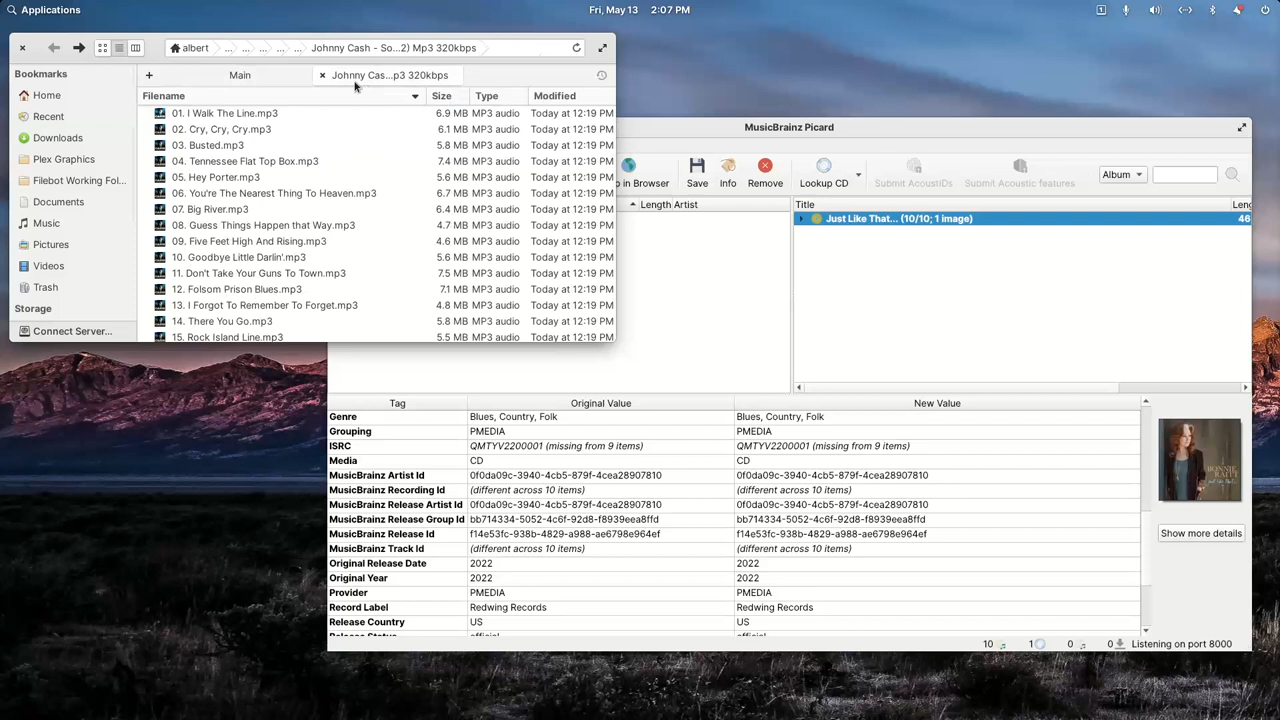 Applications
Fri, May 13 2:07 PM
1
albert ... ... ... ... ... Johnny Cash - So...2) Mp3 320kbps
Main
Johnny Cas...p3 320kbps
Bookmarks
Home
Recent
Downloads
Plex Graphics
Filebot Working Fol...
Documents
Music
Pictures
Videos
Trash
Storage
Connect Server...
Filename Size Type Modified
01. I Walk The Line.mp3 6.9 MB MP3 audio Today at 12:19 PM
02. Cry, Cry, Cry.mp3 6.1 MB MP3 audio Today at 12:19 PM
03. Busted.mp3 5.8 MB MP3 audio Today at 12:19 PM
04. Tennessee Flat Top Box.mp3 7.4 MB MP3 audio Today at 12:19 PM
05. Hey Porter.mp3 5.6 MB MP3 audio Today at 12:19 PM
06. You're The Nearest Thing To Heaven.mp3 6.7 MB MP3 audio Today at 12:19 PM
07. Big River.mp3 6.4 MB MP3 audio Today at 12:19 PM
08. Guess Things Happen that Way.mp3 4.7 MB MP3 audio Today at 12:19 PM
09. Five Feet High And Rising.mp3 4.6 MB MP3 audio Today at 12:19 PM
10. Goodbye Little Darlin'.mp3 5.6 MB MP3 audio Today at 12:19 PM
11. Don't Take Your Guns To Town.mp3 7.5 MB MP3 audio Today at 12:19 PM
12. Folsom Prison Blues.mp3 7.1 MB MP3 audio Today at 12:19 PM
13. I Forgot To Remember To Forget.mp3 4.8 MB MP3 audio Today at 12:19 PM
14. There You Go.mp3 5.8 MB MP3 audio Today at 12:19 PM
15. Rock Island Line.mp3 5.5 MB MP3 audio Today at 12:19 PM
MusicBrainz Picard
in Browser Save Info Remove Lookup CD Submit AcoustIDs Submit Acoustic features Album
Length Artist
Title
Just Like That... (10/10; 1 image) 46
Tag Original Value New Value
Genre Blues, Country, Folk Blues, Country, Folk
Grouping PMEDIA PMEDIA
ISRC QMTYV2200001 (missing from 9 items) QMTYV2200001 (missing from 9 items)
Media CD CD
MusicBrainz Artist Id 0f0da09c-3940-4cb5-879f-4cea28907810 0f0da09c-3940-4cb5-879f-4cea28907810
MusicBrainz Recording Id (different across 10 items) (different across 10 items)
MusicBrainz Release Artist Id 0f0da09c-3940-4cb5-879f-4cea28907810 0f0da09c-3940-4cb5-879f-4cea28907810
MusicBrainz Release Group Id bb714334-5052-4c6f-92d8-f8939eea8ffd bb714334-5052-4c6f-92d8-f8939eea8ffd
MusicBrainz Release Id f14e53fc-938b-4829-a988-ae6798e964ef f14e53fc-938b-4829-a988-ae6798e964ef
MusicBrainz Track Id (different across 10 items) (different across 10 items)
Original Release Date 2022 2022
Original Year 2022 2022
Provider PMEDIA PMEDIA
Record Label Redwing Records Redwing Records
Release Country US US
Release Status official official
BONNIE
RAITT
Show more details
10 1 0 0 Listening on port 8000